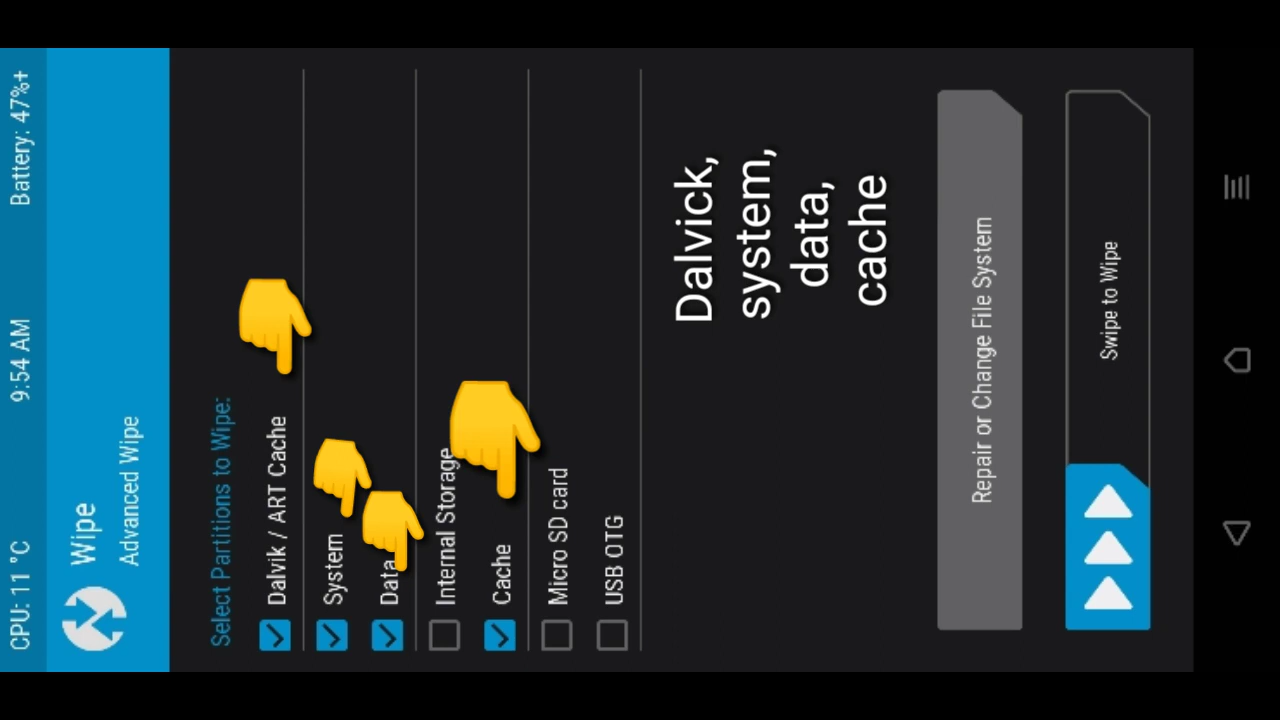 CPU: 11 °C 9:54 AM Battery: 47%+
Wipe
Advanced Wipe
Select Partitions to Wipe:
Dalvik / ART Cache
System
Data
Internal Storage
Cache
Micro SD card
USB OTG
Dalvick,
system,
data,
cache
Repair or Change File System
Swipe to Wipe